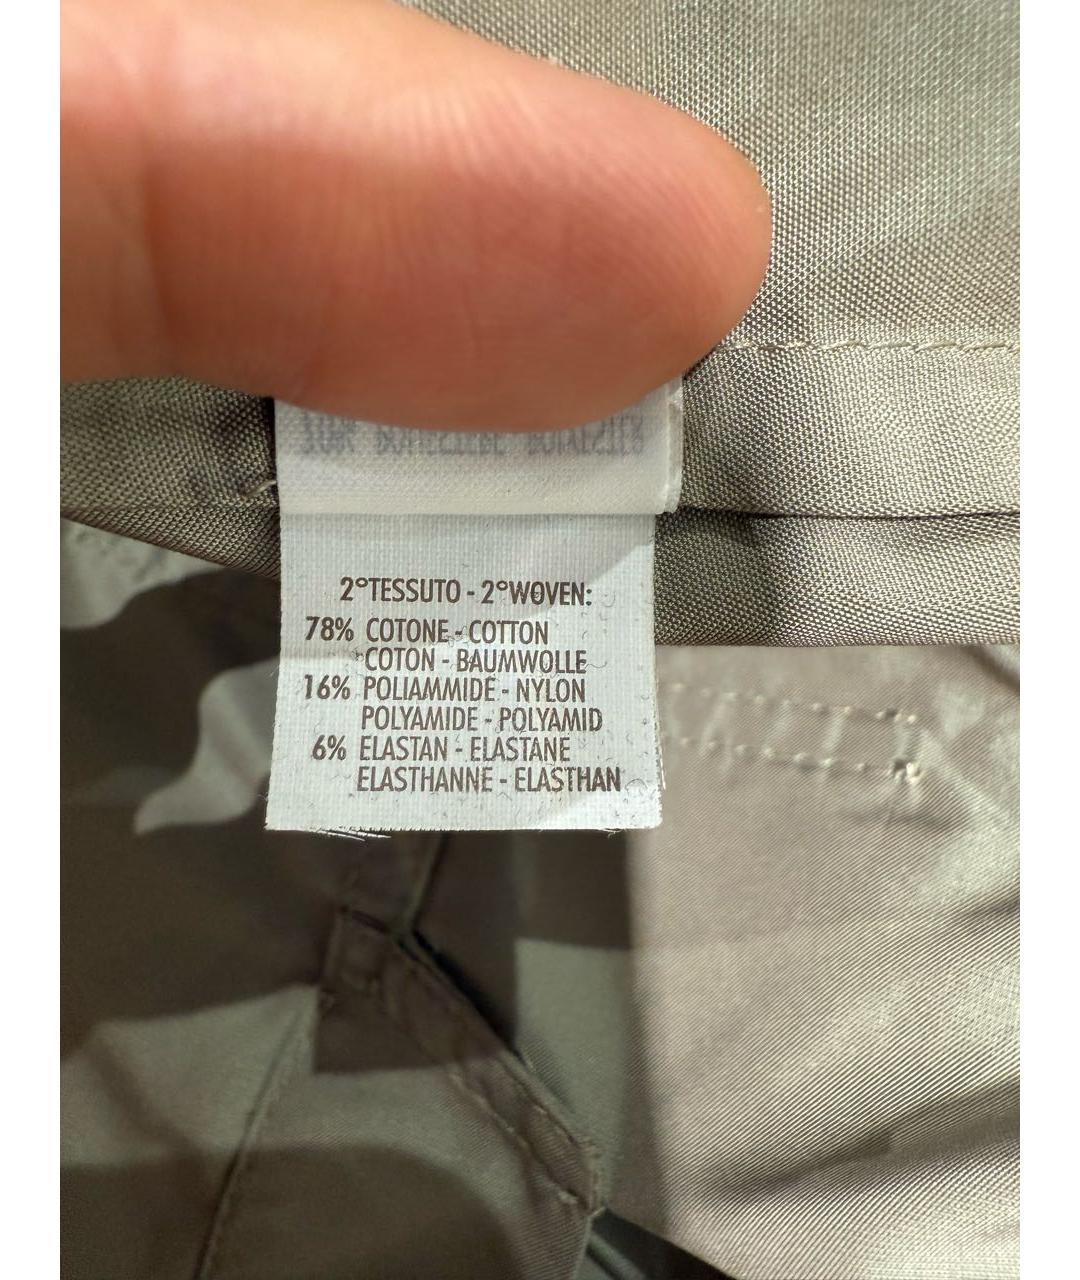 2°TESSUTO - 2°WOVEN:
78% COTONE - COTTON
COTON - BAUMWOLLE
16% POLIAMMIDE - NYLON
POLYAMIDE - POLYAMID
6% ELASTAN - ELASTANE
ELASTHANNE - ELASTHAN